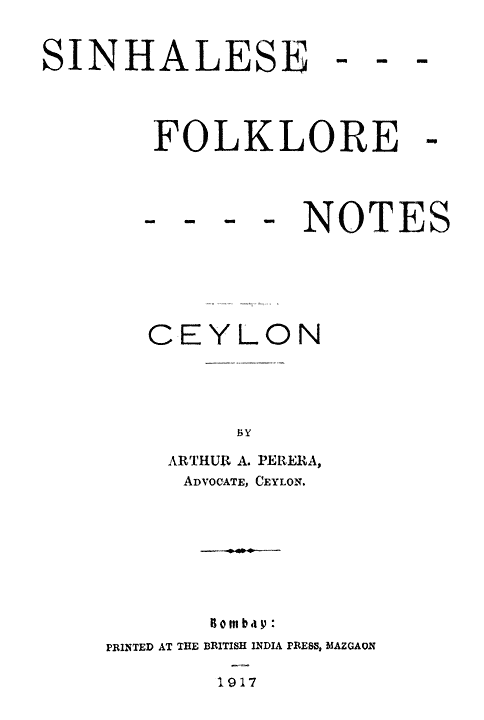 SINHALESE - - -
FOLKLORE -
- - - - NOTES
CEYLON
BY
ARTHUR A. PERERA,
ADVOCATE, CEYLON.
Bombay:
PRINTED AT THE BRITISH INDIA PRESS, MAZGAON
1917